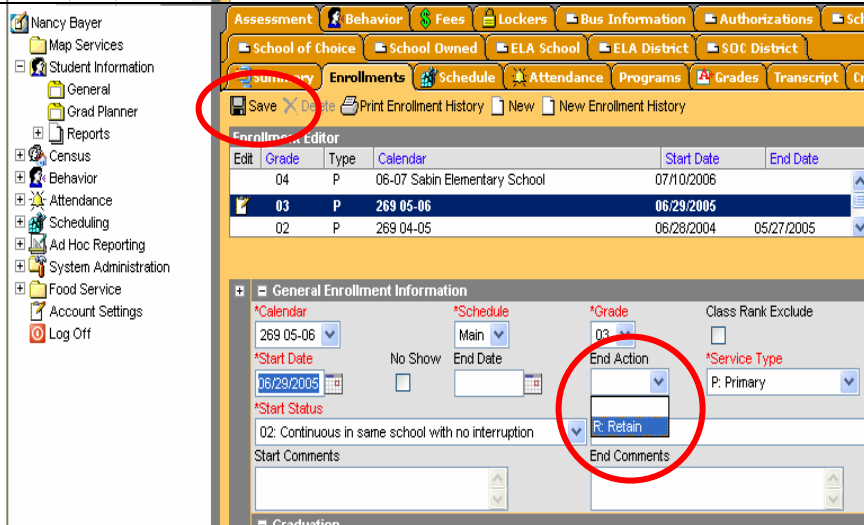 Nancy Bayer
Map Services
Student Information
General
Grad Planner
Reports
Census
Behavior
Attendance
Scheduling
Ad Hoc Reporting
System Administration
Food Service
Account Settings
Log Off
Assessment Behavior $ Fees Lockers Bus Information Authorizations
School of Choice School Owned ELA School ELA District SOC District
Summary Enrollments Schedule Attendance Programs Grades Transcript
Save Delete Print Enrollment History New New Enrollment History
Enrollment Editor
Edit Grade Type Calendar Start Date End Date
04 P 06-07 Sabin Elementary School 07/10/2006
03 P 269 05-06 06/29/2005
02 P 269 04-05 06/28/2004 05/27/2005
General Enrollment Information
*Calendar *Schedule *Grade Class Rank Exclude
269 05-06 Main 03
*Start Date No Show End Date End Action *Service Type
06/29/2005 P: Primary
*Start Status
R: Retain
02: Continuous in same school with no interruption
Start Comments End Comments
Graduation